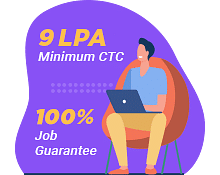 9 LPA
Minimum CTC
100%
Job
Guarantee